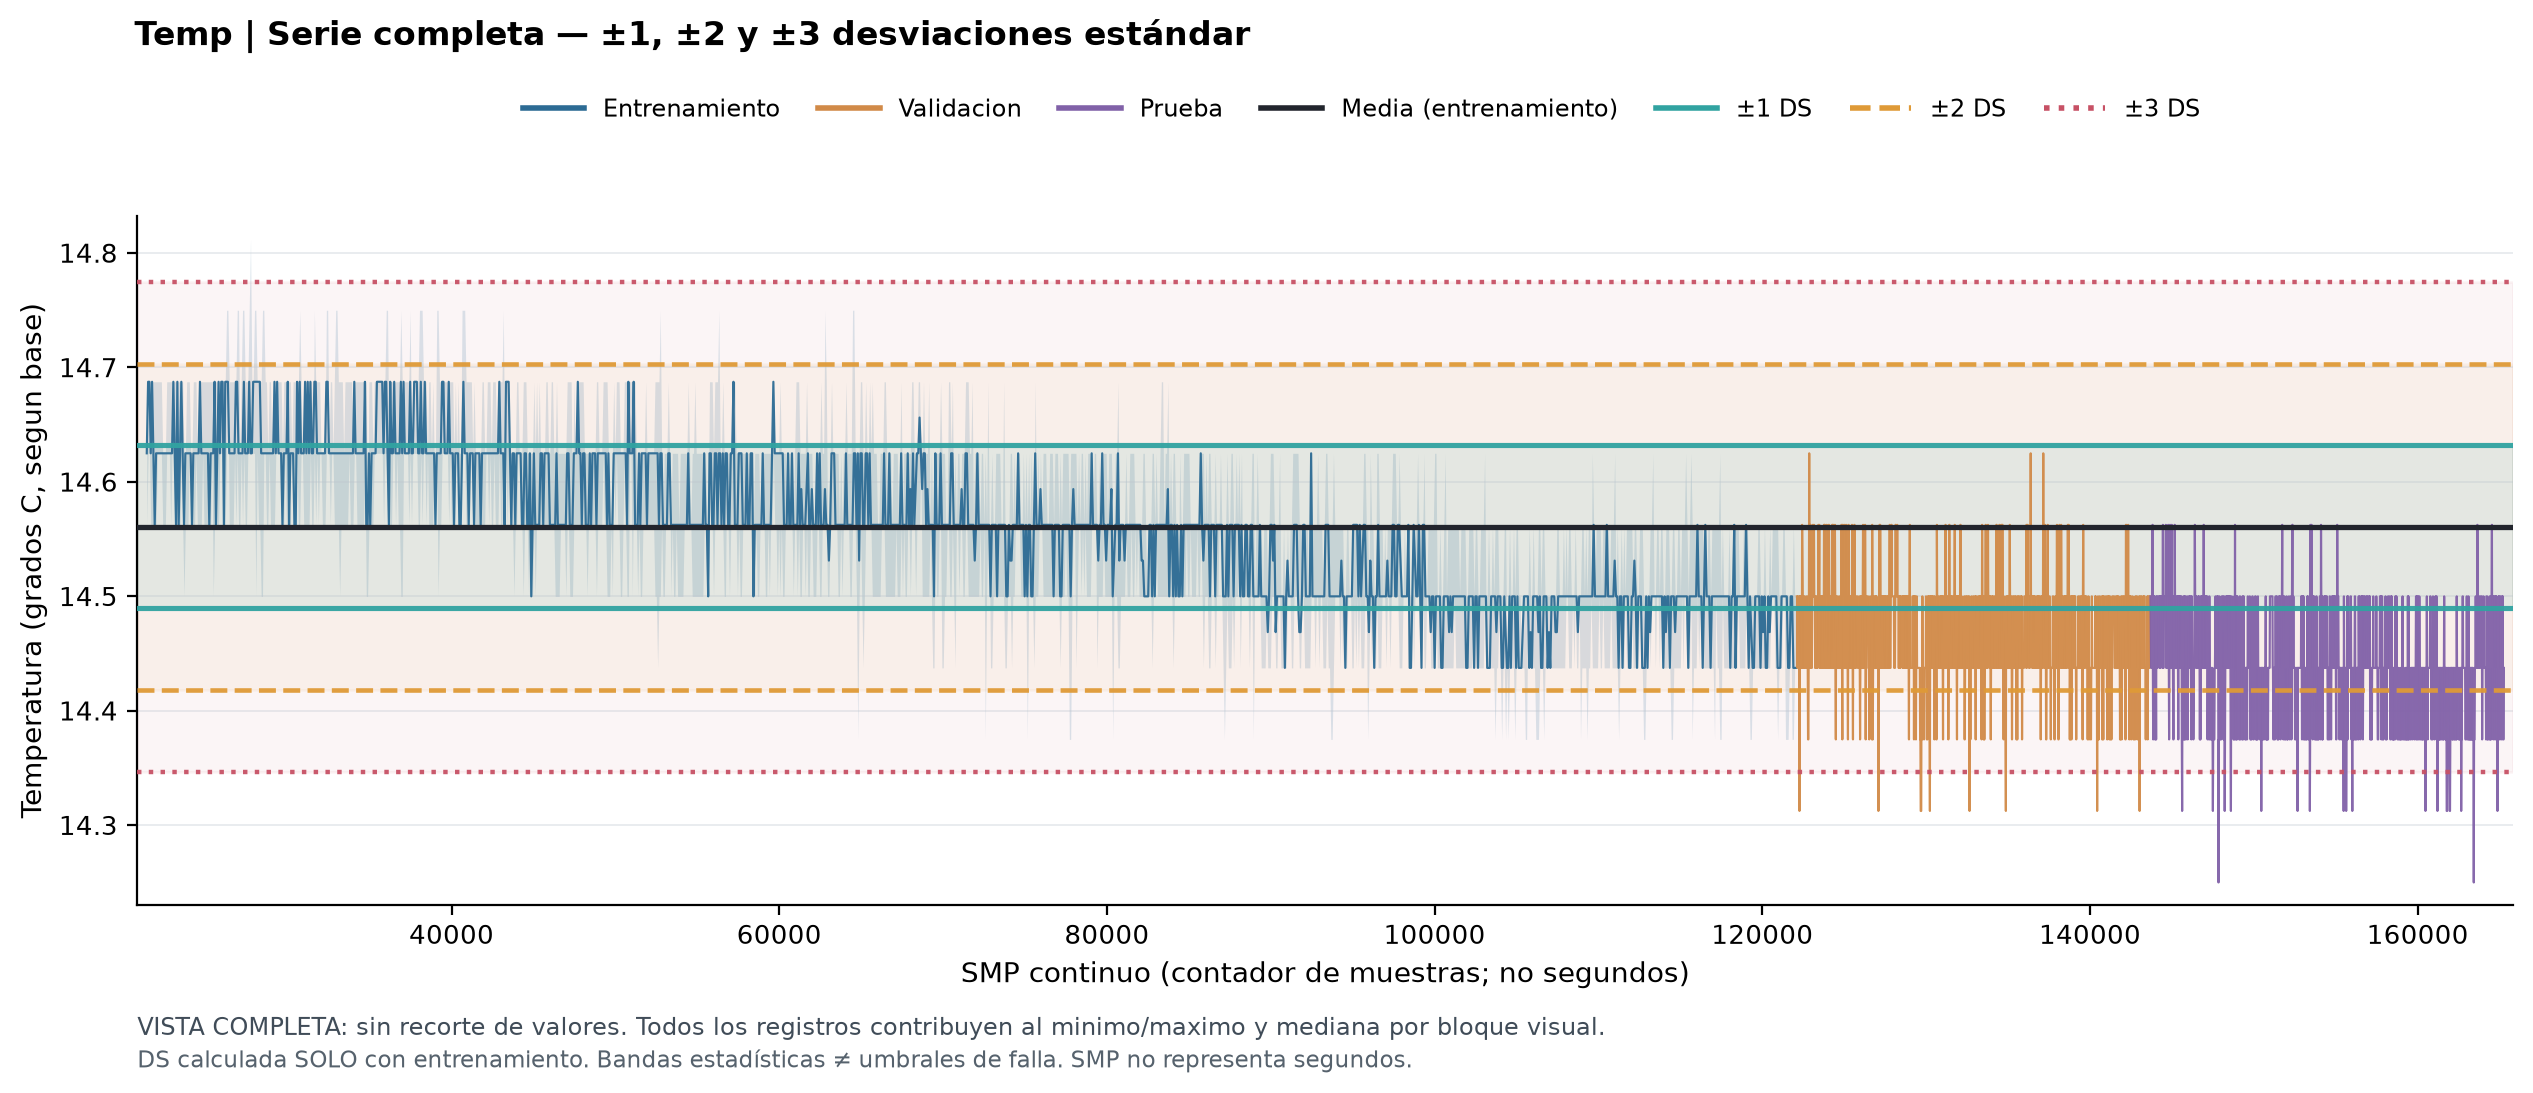 Temp | Serie completa — ±1, ±2 y ±3 desviaciones estándar
Entrenamiento Validacion Prueba Media (entrenamiento) ±1 DS ±2 DS ±3 DS
Temperatura (grados C, segun base)
14.8
14.7
14.6
14.5
14.4
14.3
40000 60000 80000 100000 120000 140000 160000
SMP continuo (contador de muestras; no segundos)
VISTA COMPLETA: sin recorte de valores. Todos los registros contribuyen al minimo/maximo y mediana por bloque visual.
DS calculada SOLO con entrenamiento. Bandas estadísticas ≠ umbrales de falla. SMP no representa segundos.